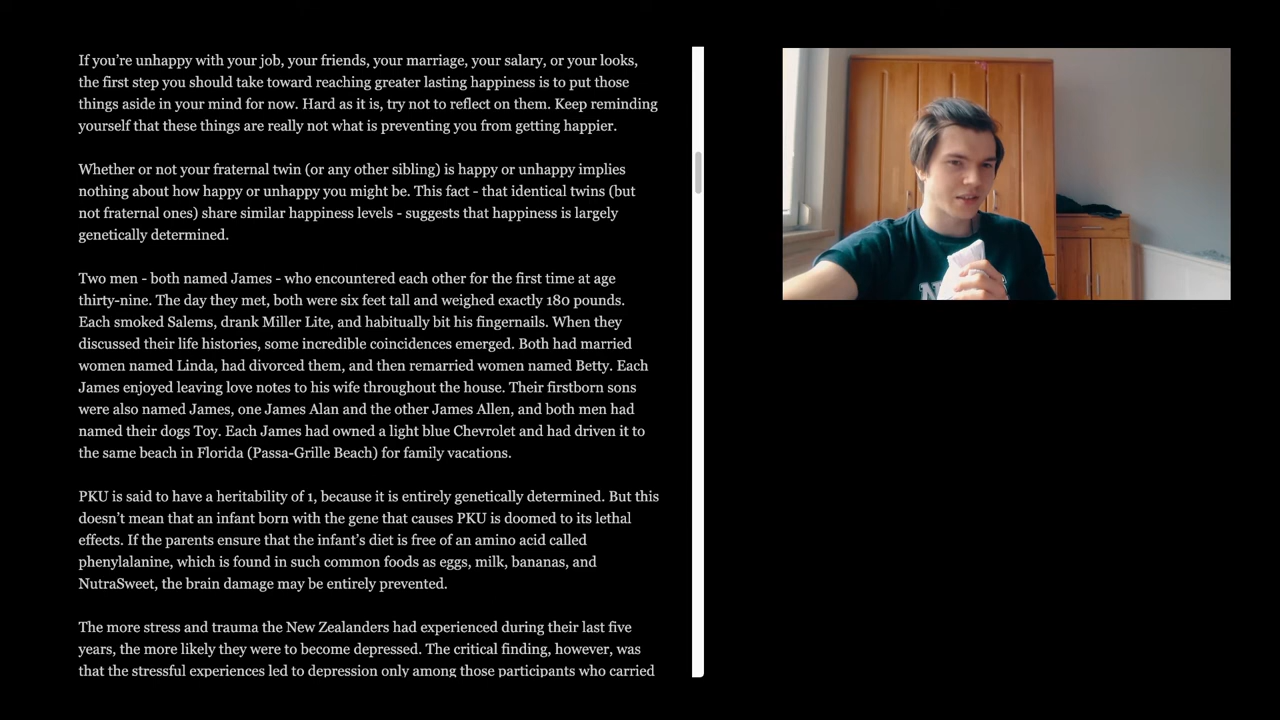 If you’re unhappy with your job, your friends, your marriage, your salary, or your looks,
the first step you should take toward reaching greater lasting happiness is to put those
things aside in your mind for now. Hard as it is, try not to reflect on them. Keep reminding
yourself that these things are really not what is preventing you from getting happier.
Whether or not your fraternal twin (or any other sibling) is happy or unhappy implies
nothing about how happy or unhappy you might be. This fact - that identical twins (but
not fraternal ones) share similar happiness levels - suggests that happiness is largely
genetically determined.
Two men - both named James - who encountered each other for the first time at age
thirty-nine. The day they met, both were six feet tall and weighed exactly 180 pounds.
Each smoked Salems, drank Miller Lite, and habitually bit his fingernails. When they
discussed their life histories, some incredible coincidences emerged. Both had married
women named Linda, had divorced them, and then remarried women named Betty. Each
James enjoyed leaving love notes to his wife throughout the house. Their firstborn sons
were also named James, one James Alan and the other James Allen, and both men had
named their dogs Toy. Each James had owned a light blue Chevrolet and had driven it to
the same beach in Florida (Passa-Grille Beach) for family vacations.
PKU is said to have a heritability of 1, because it is entirely genetically determined. But this
doesn’t mean that an infant born with the gene that causes PKU is doomed to its lethal
effects. If the parents ensure that the infant’s diet is free of an amino acid called
phenylalanine, which is found in such common foods as eggs, milk, bananas, and
NutraSweet, the brain damage may be entirely prevented.
The more stress and trauma the New Zealanders had experienced during their last five
years, the more likely they were to become depressed. The critical finding, however, was
that the stressful experiences led to depression only among those participants who carried